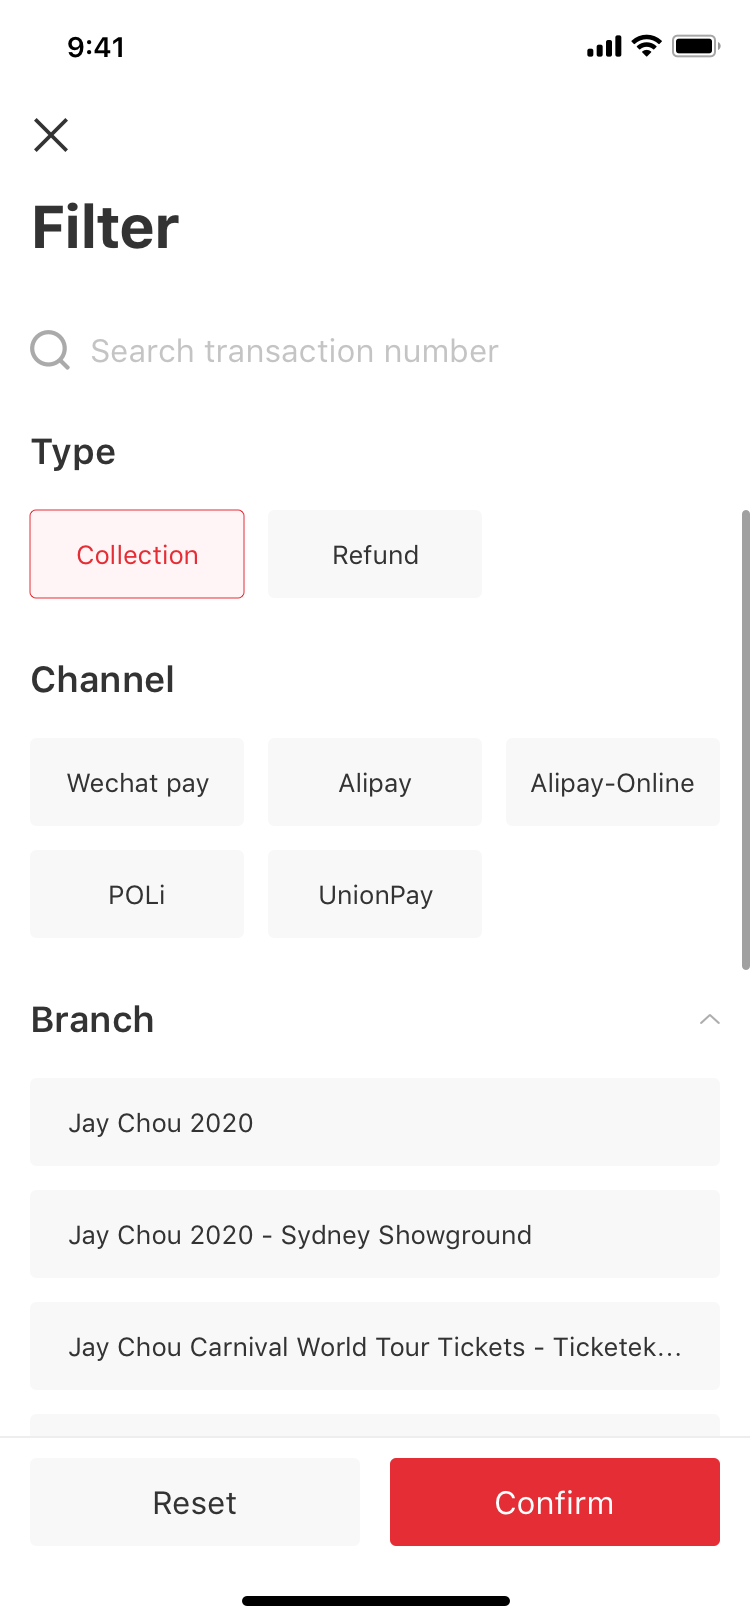 9:41
Filter
Search transaction number
Type
Collection
Refund
Channel
Wechat pay
Alipay
Alipay-Online
POLi
UnionPay
Branch
Jay Chou 2020
Jay Chou 2020 - Sydney Showground
Jay Chou Carnival World Tour Tickets - Ticketek...
Reset
Confirm